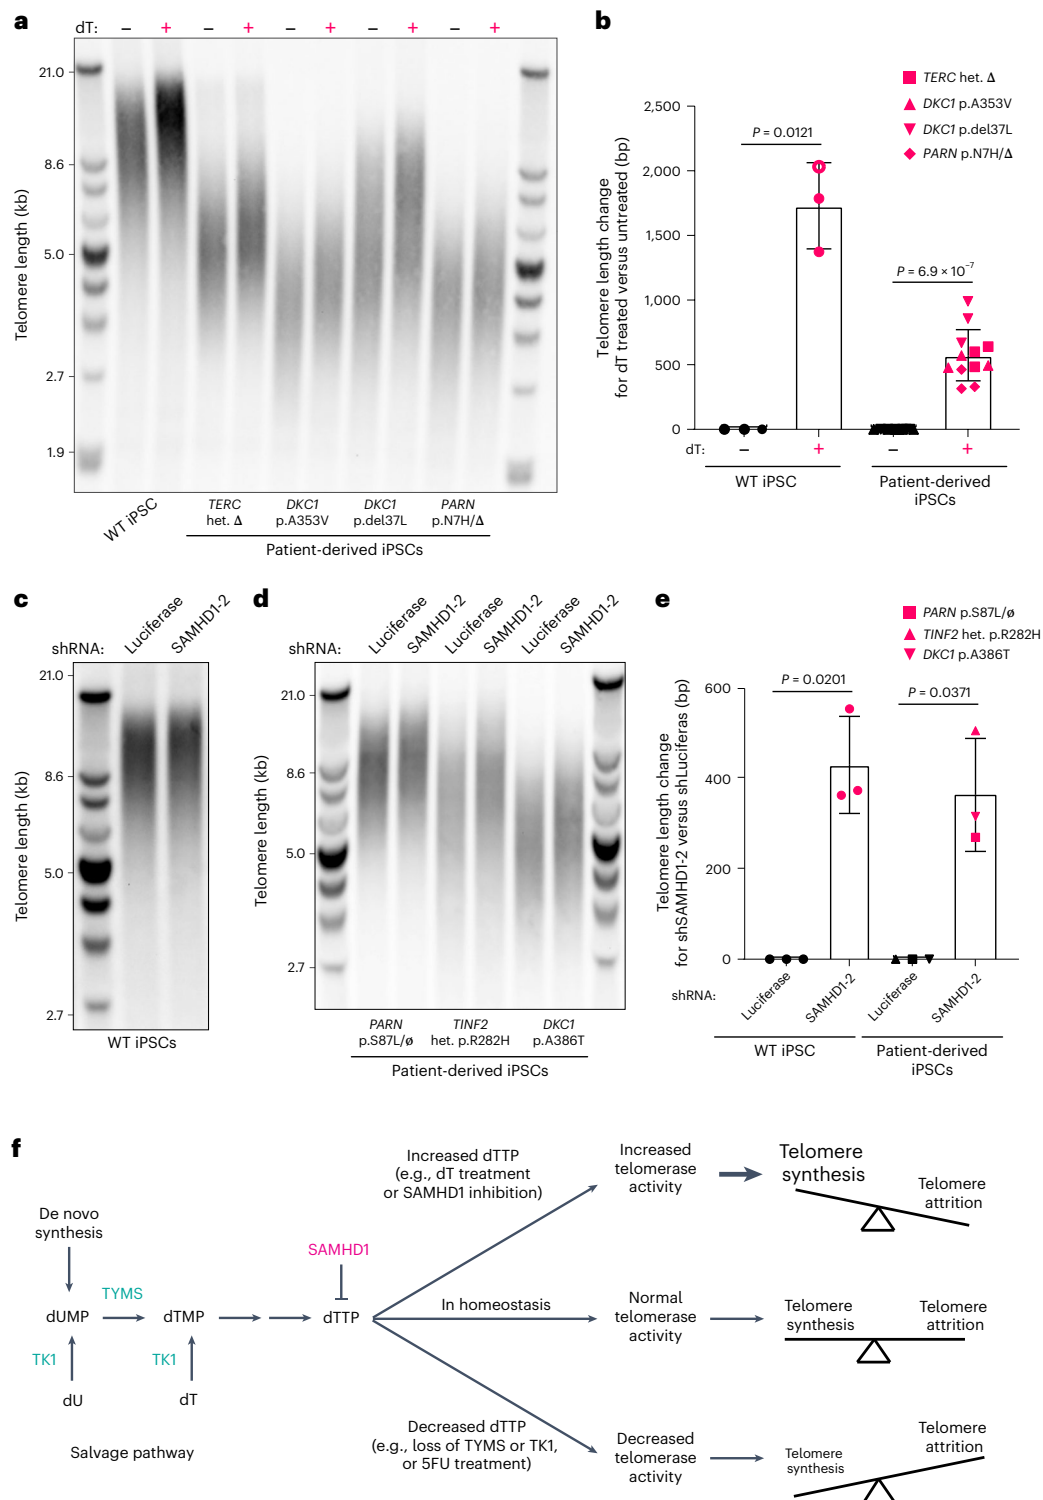 a
dT: – + – + – + – + – +
21.0
8.6
5.0
2.7
1.9
Telomere length (kb)
WT iPSC
TERC
het. Δ
DKC1
p.A353V
DKC1
p.del37L
PARN
p.N7H/Δ
Patient-derived iPSCs
b
TERC het. Δ
DKC1 p.A353V
DKC1 p.del37L
PARN p.N7H/Δ
Telomere length change
for dT treated versus untreated (bp)
2,500
2,000
1,500
1,000
500
0
P = 0.0121
P = 6.9 × 10⁻⁷
dT: – + – +
WT iPSC
Patient-derived
iPSCs
c
shRNA:
Luciferase
SAMHD1-2
21.0
8.6
5.0
2.7
Telomere length (kb)
WT iPSCs
d
shRNA:
Luciferase
SAMHD1-2
Luciferase
SAMHD1-2
Luciferase
SAMHD1-2
21.0
8.6
5.0
2.7
Telomere length (kb)
PARN
p.S87L/ø
TINF2
het. p.R282H
DKC1
p.A386T
Patient-derived iPSCs
e
PARN p.S87L/ø
TINF2 het. p.R282H
DKC1 p.A386T
Telomere length change
for shSAMHD1-2 versus shLuciferas (bp)
600
400
200
0
P = 0.0201
P = 0.0371
shRNA:
Luciferase
SAMHD1-2
Luciferase
SAMHD1-2
WT iPSC
Patient-derived
iPSCs
f
De novo
synthesis
dUMP
TYMS
dTMP
SAMHD1
dTTP
TK1
TK1
dU
dT
Salvage pathway
Increased dTTP
(e.g., dT treatment
or SAMHD1 inhibition)
Increased
telomerase
activity
Telomere
synthesis
Telomere
attrition
In homeostasis
Normal
telomerase
activity
Telomere
synthesis
Telomere
attrition
Decreased dTTP
(e.g., loss of TYMS or TK1,
or 5FU treatment)
Decreased
telomerase
activity
Telomere
synthesis
Telomere
attrition